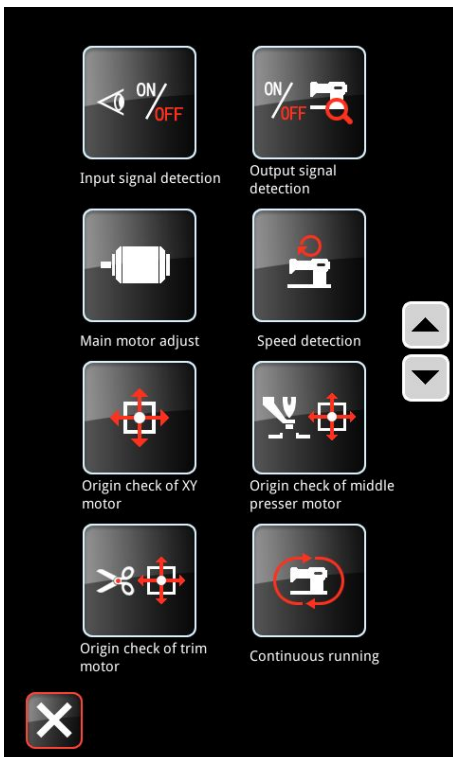 ON/OFF
ON/OFF
Input signal detection
Output signal
detection
Main motor adjust
Speed detection
Origin check of XY
motor
Origin check of middle
presser motor
Origin check of trim
motor
Continuous running